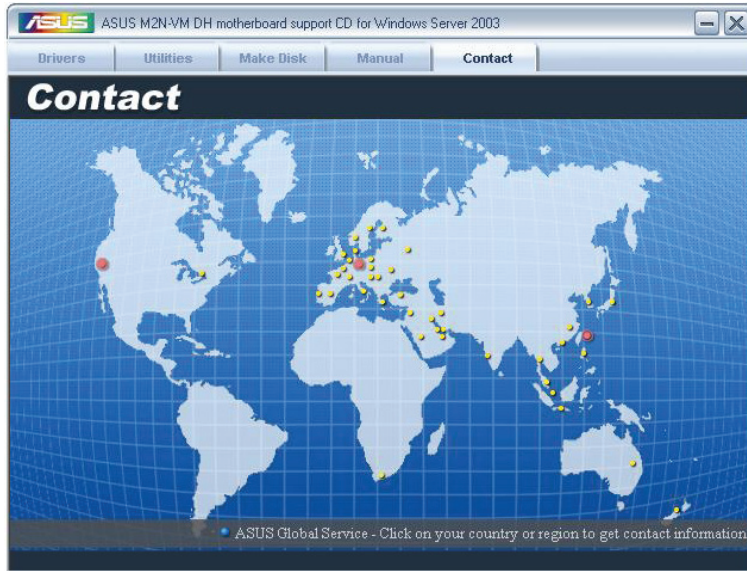 ASUS ASUS M2N-VM DH motherboard support CD for Windows Server 2003
Drivers Utilities Make Disk Manual Contact
Contact
ASUS Global Service - Click on your country or region to get contact information